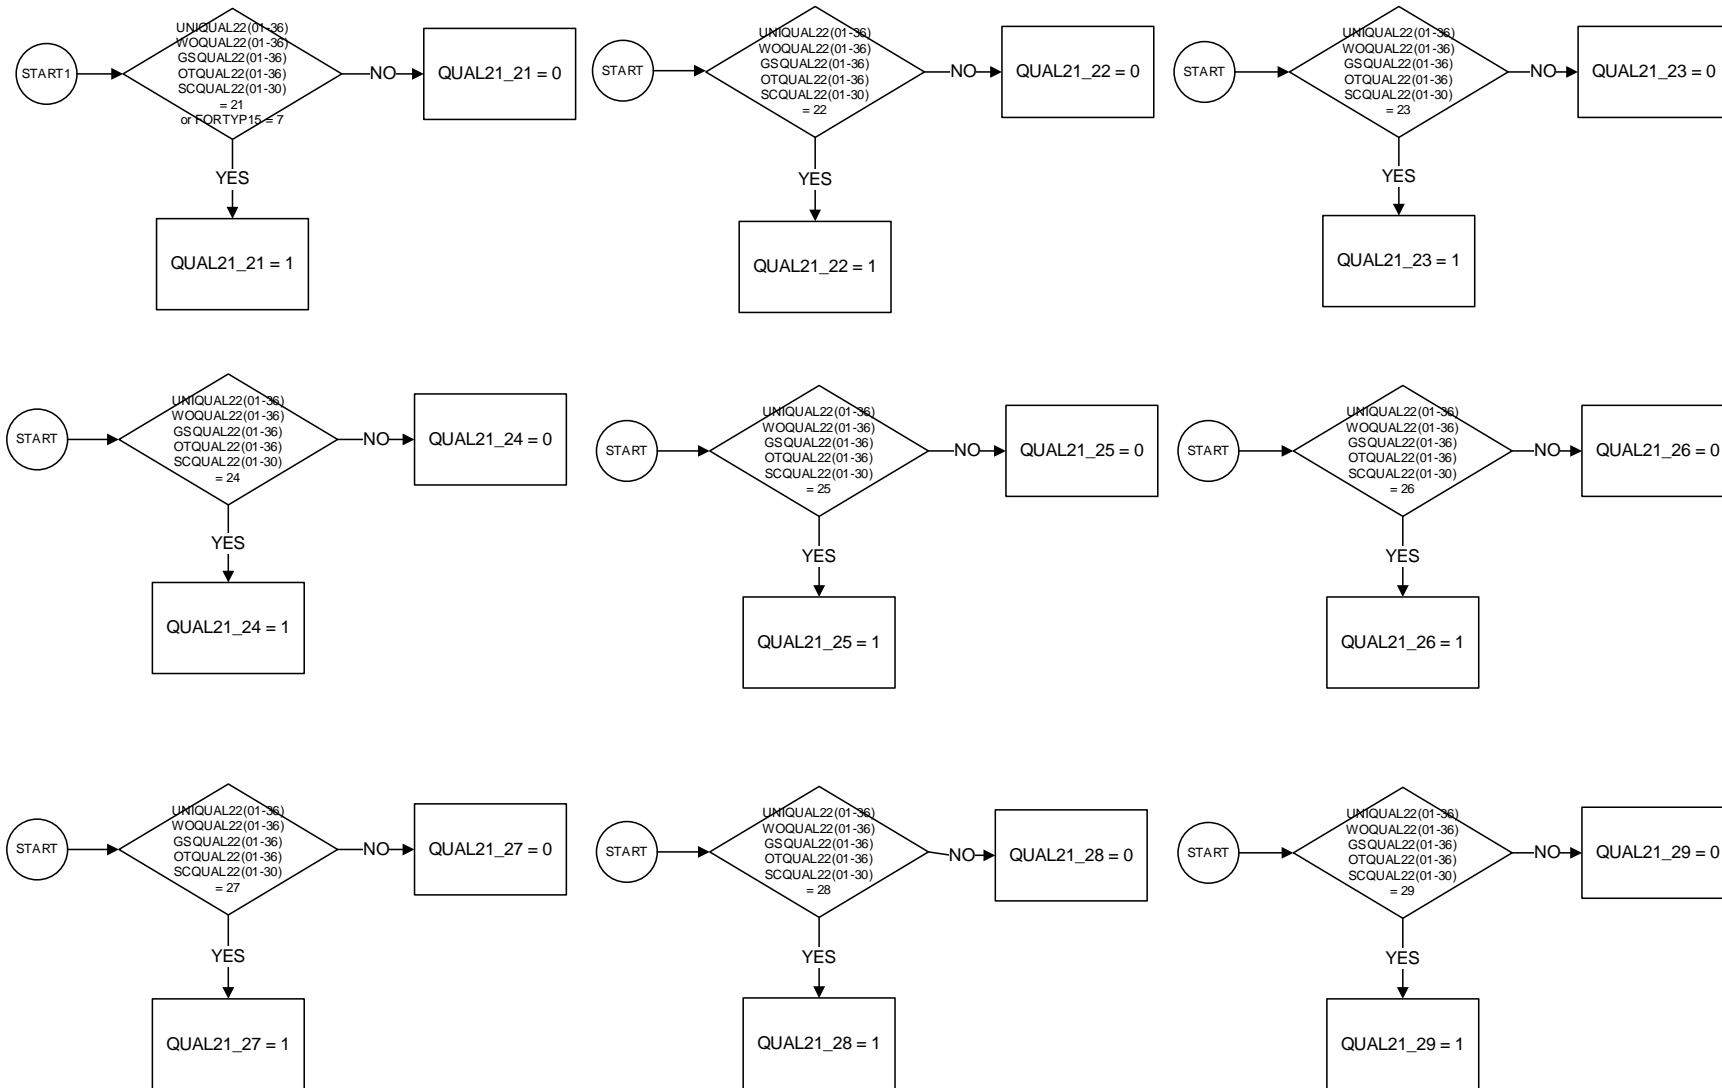 START1
UNIQUAL22(01-36)
WOQUAL22(01-36)
GSQUAL22(01-36)
OTQUAL22(01-36)
SCQUAL22(01-30)
= 21
or FORTYP15 = 7
NO
QUAL21_21 = 0
YES
QUAL21_21 = 1
START
UNIQUAL22(01-36)
WOQUAL22(01-36)
GSQUAL22(01-36)
OTQUAL22(01-36)
SCQUAL22(01-30)
= 22
NO
QUAL21_22 = 0
YES
QUAL21_22 = 1
START
UNIQUAL22(01-36)
WOQUAL22(01-36)
GSQUAL22(01-36)
OTQUAL22(01-36)
SCQUAL22(01-30)
= 23
NO
QUAL21_23 = 0
YES
QUAL21_23 = 1
START
UNIQUAL22(01-36)
WOQUAL22(01-36)
GSQUAL22(01-36)
OTQUAL22(01-36)
SCQUAL22(01-30)
= 24
NO
QUAL21_24 = 0
YES
QUAL21_24 = 1
START
UNIQUAL22(01-36)
WOQUAL22(01-36)
GSQUAL22(01-36)
OTQUAL22(01-36)
SCQUAL22(01-30)
= 25
NO
QUAL21_25 = 0
YES
QUAL21_25 = 1
START
UNIQUAL22(01-36)
WOQUAL22(01-36)
GSQUAL22(01-36)
OTQUAL22(01-36)
SCQUAL22(01-30)
= 26
NO
QUAL21_26 = 0
YES
QUAL21_26 = 1
START
UNIQUAL22(01-36)
WOQUAL22(01-36)
GSQUAL22(01-36)
OTQUAL22(01-36)
SCQUAL22(01-30)
= 27
NO
QUAL21_27 = 0
YES
QUAL21_27 = 1
START
UNIQUAL22(01-36)
WOQUAL22(01-36)
GSQUAL22(01-36)
OTQUAL22(01-36)
SCQUAL22(01-30)
= 28
NO
QUAL21_28 = 0
YES
QUAL21_28 = 1
START
UNIQUAL22(01-36)
WOQUAL22(01-36)
GSQUAL22(01-36)
OTQUAL22(01-36)
SCQUAL22(01-30)
= 29
NO
QUAL21_29 = 0
YES
QUAL21_29 = 1